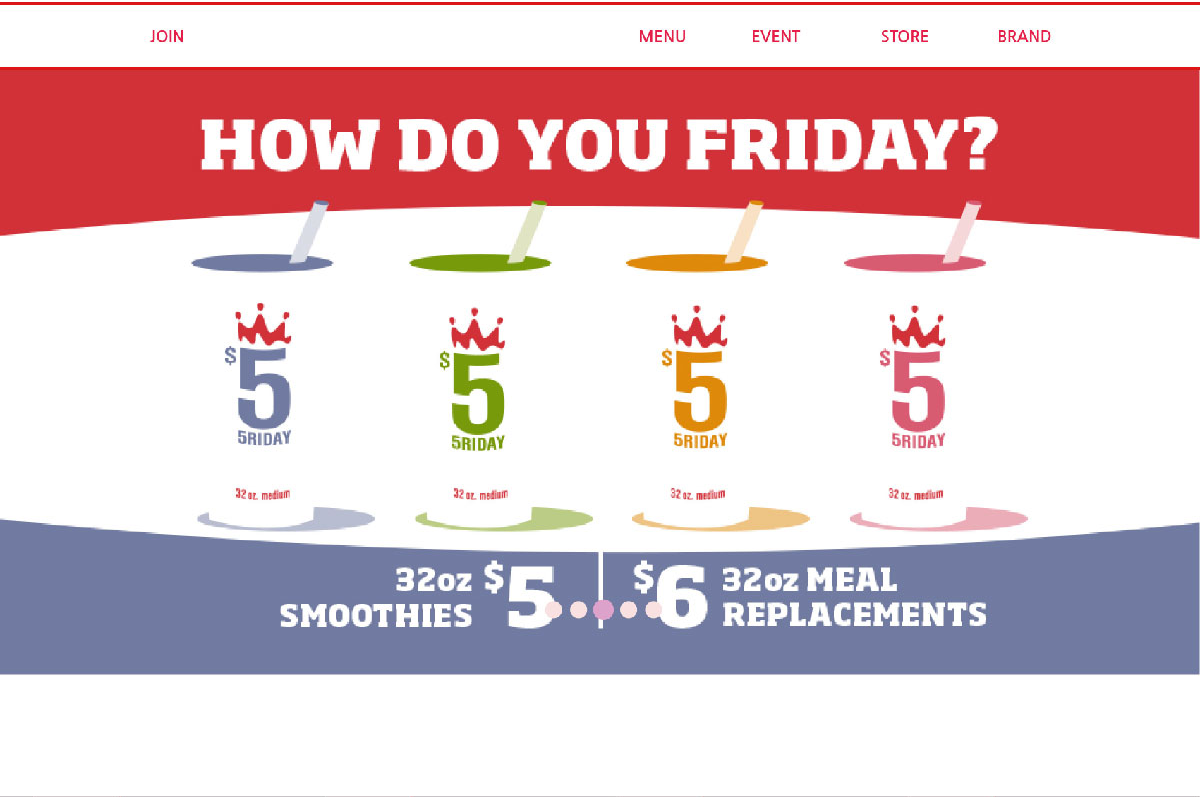 JOIN MENU EVENT STORE BRAND
HOW DO YOU FRIDAY?
$5 $5 $5 $5
5RIDAY 5RIDAY 5RIDAY 5RIDAY
32 oz. medium 32 oz. medium 32 oz. medium 32 oz. medium
32oz SMOOTHIES $5
$6 32oz MEAL REPLACEMENTS